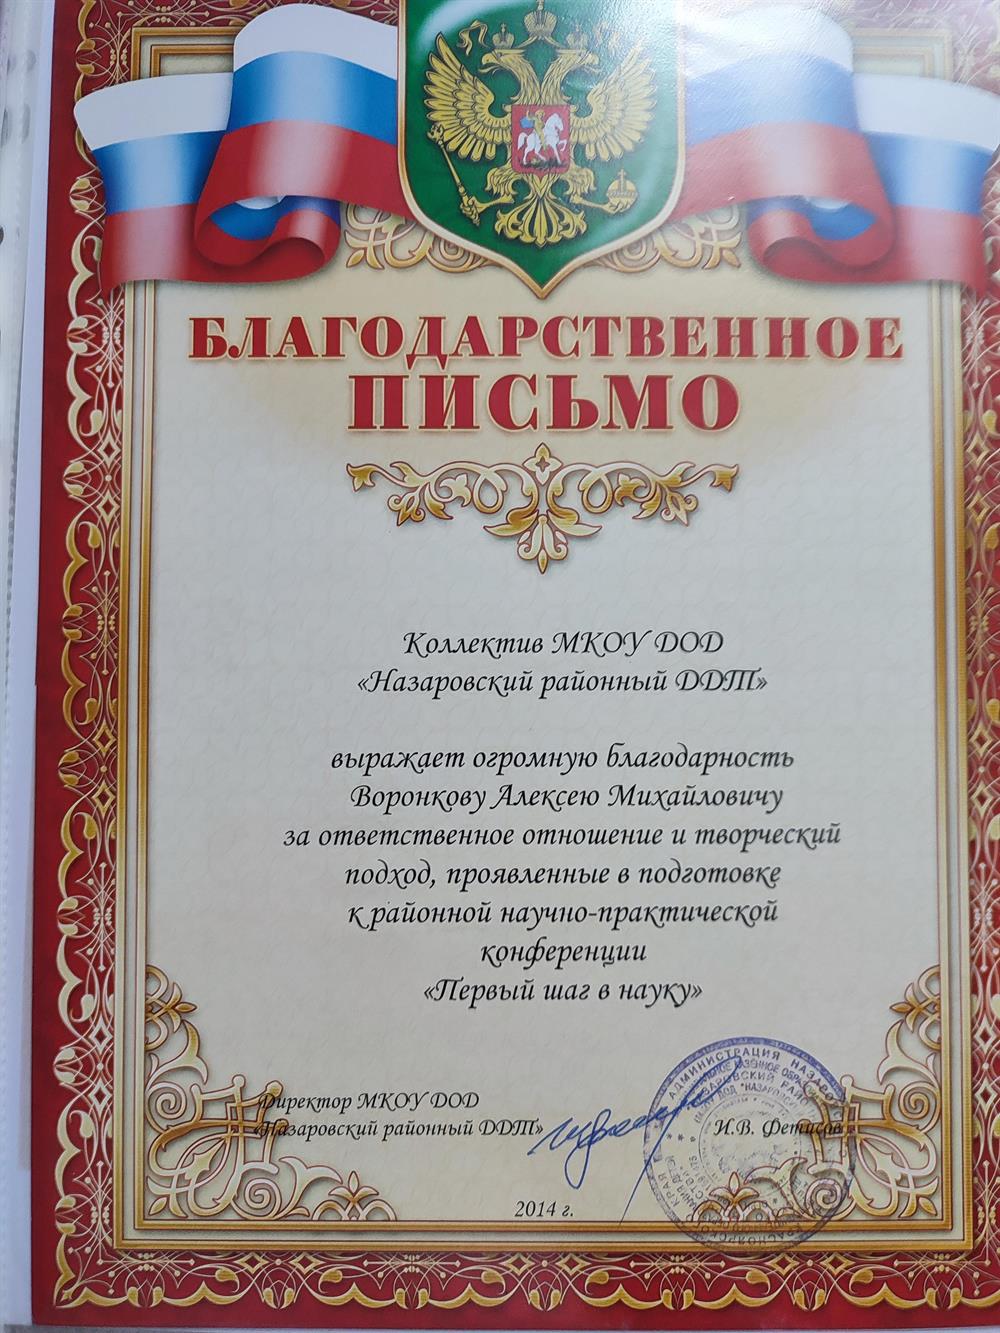 БЛАГОДАРСТВЕННОЕ
ПИСЬМО
Коллектив МКОУ ДОД
«Назаровский районный ДДТ»
выражает огромную благодарность
Воронкову Алексею Михайловичу
за ответственное отношение и творческий
подход, проявленные в подготовке
к районной научно-практической
конференции
«Первый шаг в науку»
Директор МКОУ ДОД
«Назаровский районный ДДТ»
И.В. Фетисов
2014 г.
АДМИНИСТРАЦИЯ